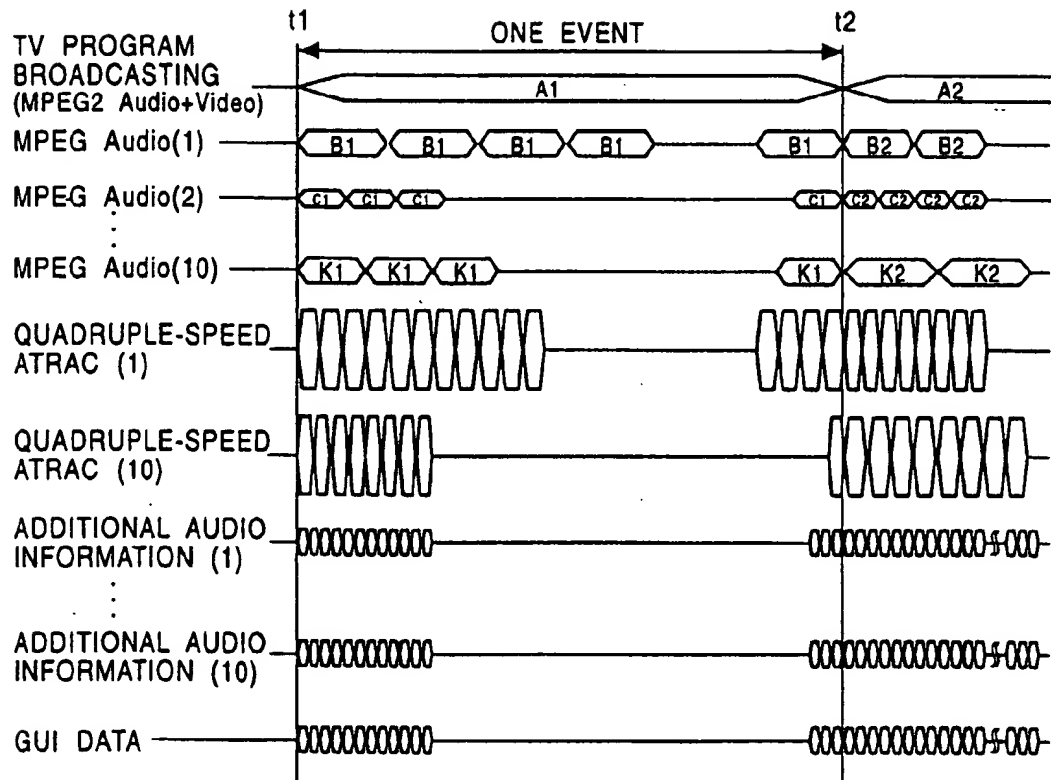 t1
t2
ONE EVENT
TV PROGRAM
BROADCASTING
(MPEG2 Audio+Video)
A1
A2
MPEG Audio(1)
B1 B1 B1 B1 B1 B2 B2
MPEG Audio(2)
C1 C1 C1 C1 C2 C2 C2 C2
MPEG Audio(10)
K1 K1 K1 K1 K2 K2
QUADRUPLE-SPEED
ATRAC (1)
QUADRUPLE-SPEED
ATRAC (10)
ADDITIONAL AUDIO
INFORMATION (1)
ADDITIONAL AUDIO
INFORMATION (10)
GUI DATA